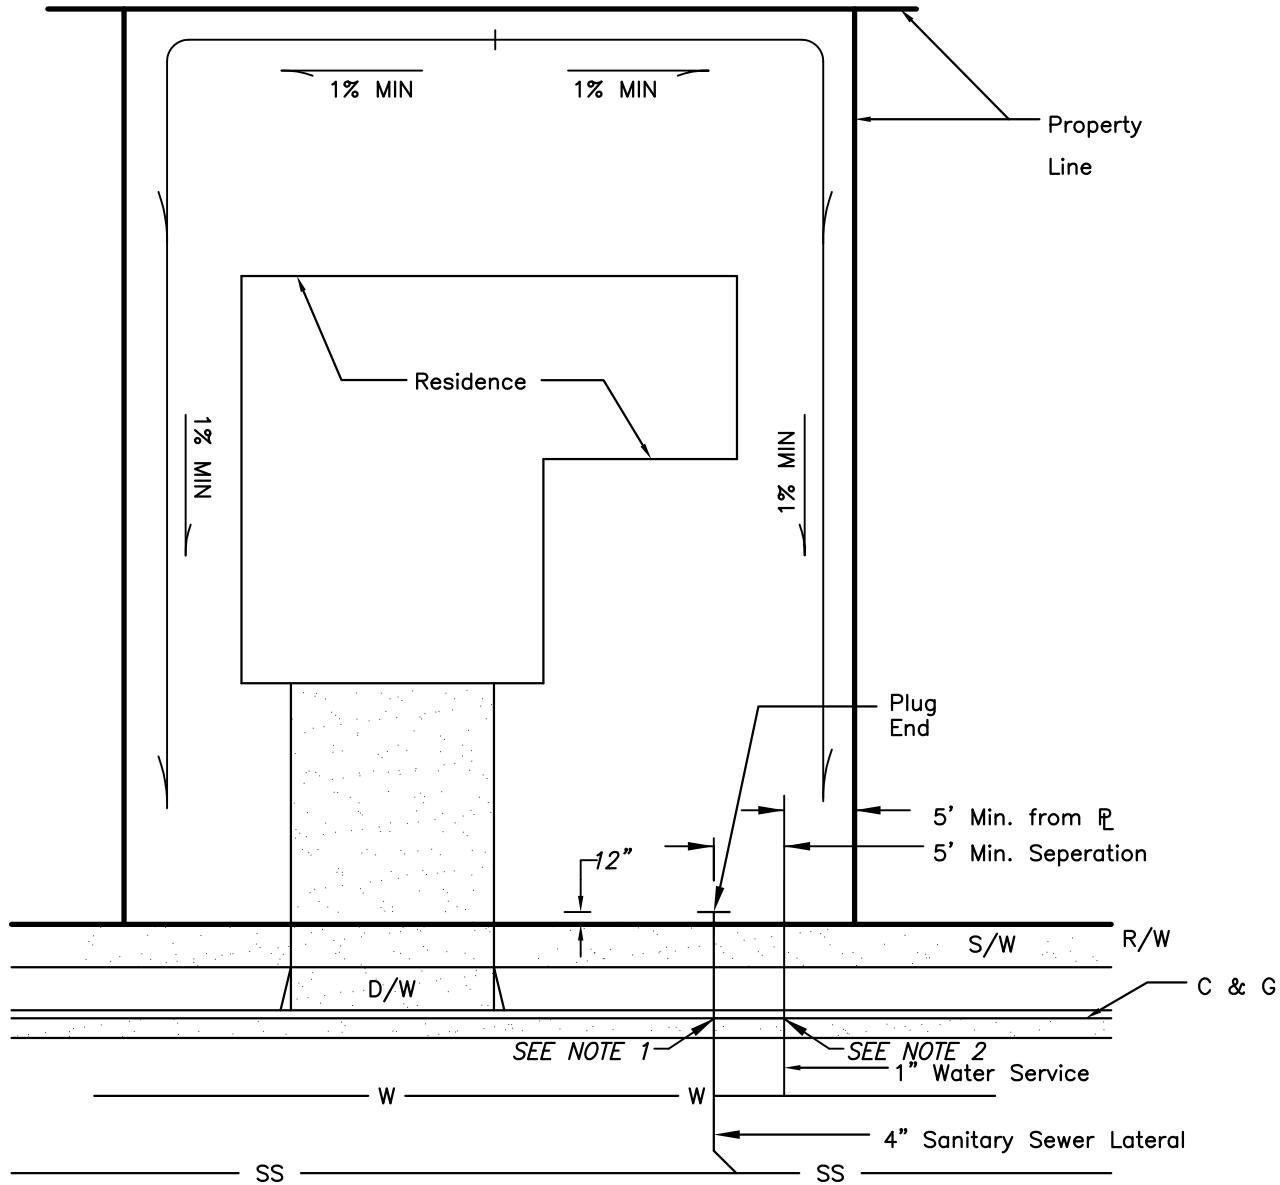 1% MIN
1% MIN
Property
Line
Residence
1% MIN
1% MIN
Plug
End
5' Min. from PL
5' Min. Seperation
12"
S/W
R/W
D/W
C & G
SEE NOTE 1
SEE NOTE 2
1" Water Service
W
W
4" Sanitary Sewer Lateral
SS
SS